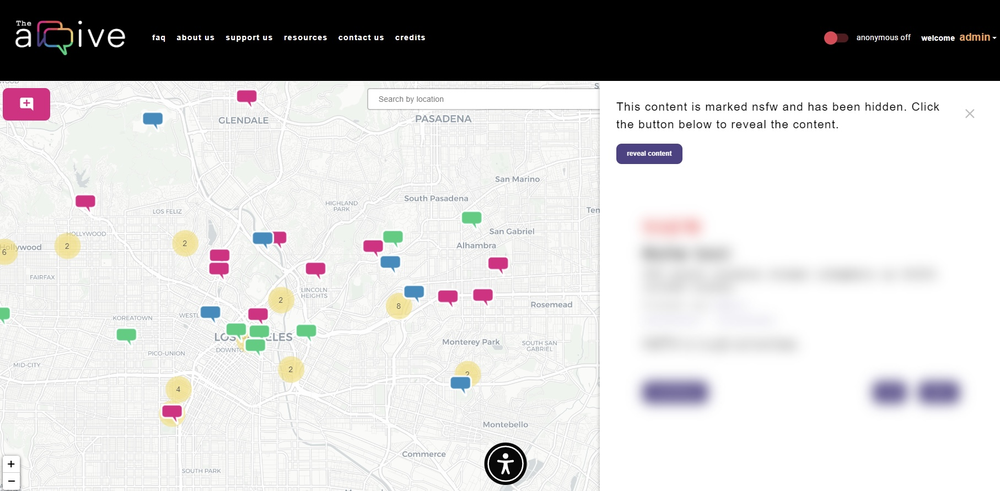 The
a ive
faq about us support us resources contact us credits
anonymous off welcome admin
Search by location
This content is marked nsfw and has been hidden. Click
the button below to reveal the content.
reveal content
GLENDALE
PASADENA
San Marino
South Pasadena
HIGHLAND
PARK
LOS FELIZ
HOLLYWOOD
San Gabriel
Alhambra
2
2
6
Hollywood
FAIRFAX
LINCOLN
HEIGHTS
2
8
Rosemead
KOREATOWN
WESTL
LOS ELES
DOWNTO
PICO-UNION
MID-CITY
Monterey Park
SOUTH SAN
GABRIEL
2
2
4
Montebello
Commerce
SOUTH PARK
+
−